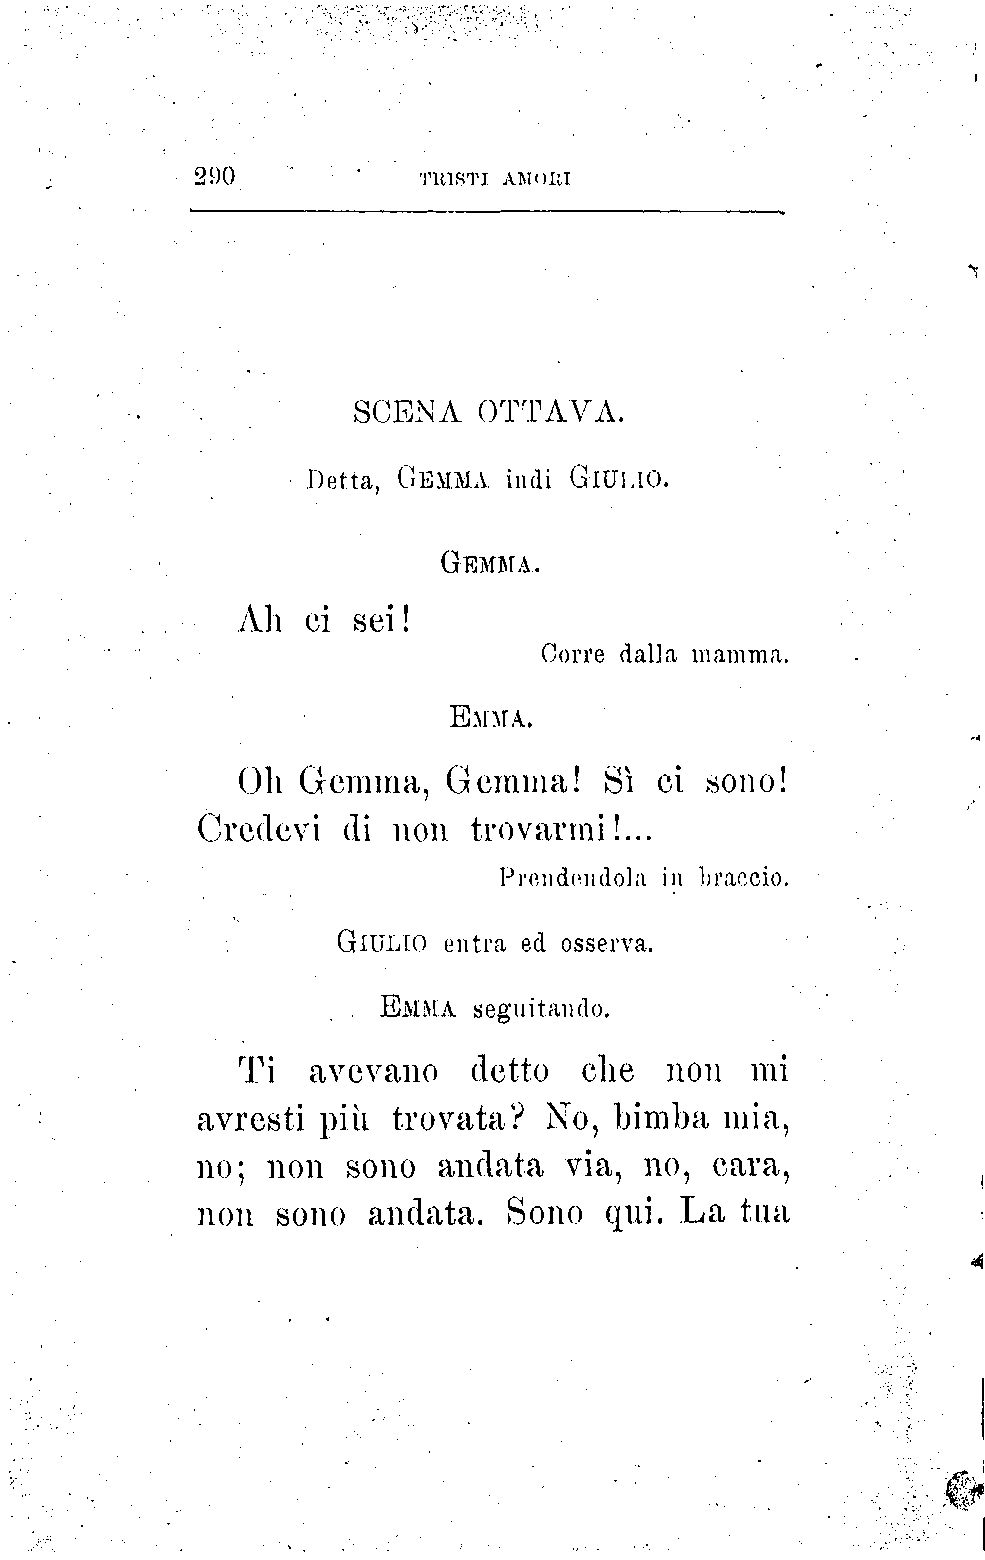 290 TRISTI AMORI
SCENA OTTAVA.
Detta, GEMMA indi GIULIO.
GEMMA.
Ah ci sei!
Corre dalla mamma.
EMMA.
Oh Gemma, Gemma! Sì ci sono!
Credevi di non trovarmi!...
Prendendola in braccio.
GIULIO entra ed osserva.
EMMA seguitando.
Ti avevano detto che non mi
avresti più trovata? No, bimba mia,
no; non sono andata via, no, cara,
non sono andata. Sono qui. La tua